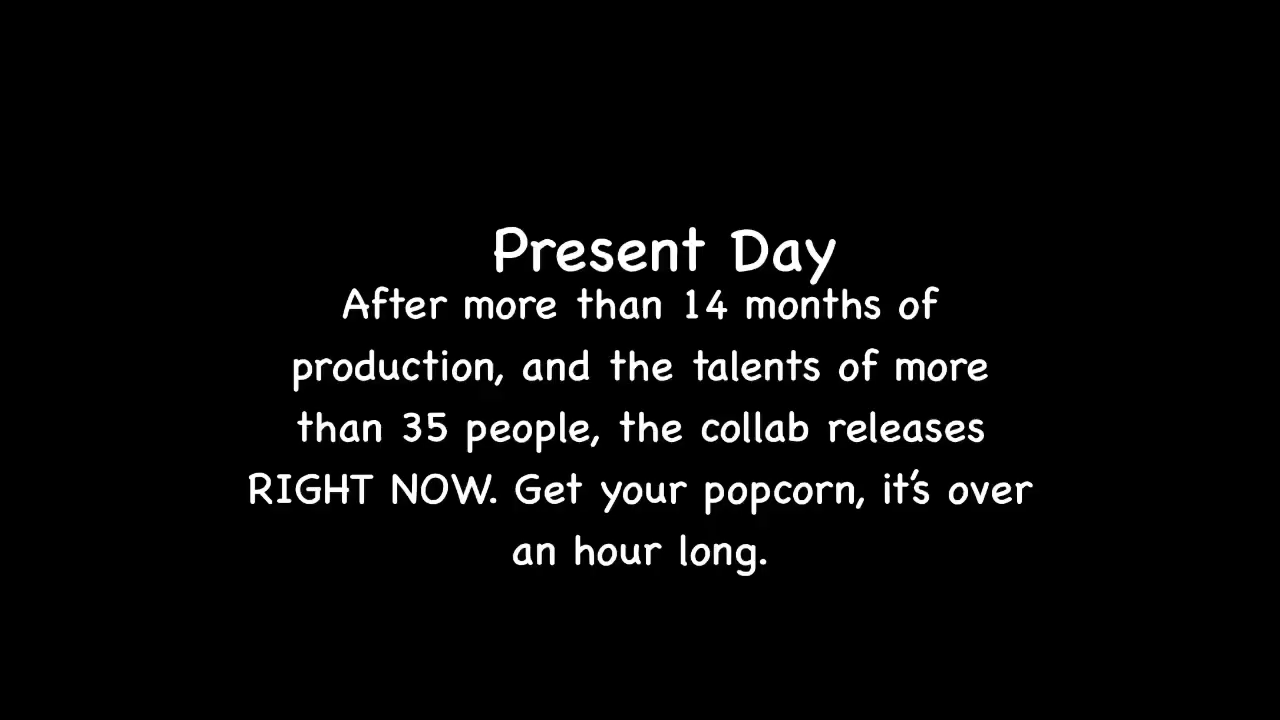 Present Day
After more than 14 months of
production, and the talents of more
than 35 people, the collab releases
RIGHT NOW. Get your popcorn, it's over
an hour long.